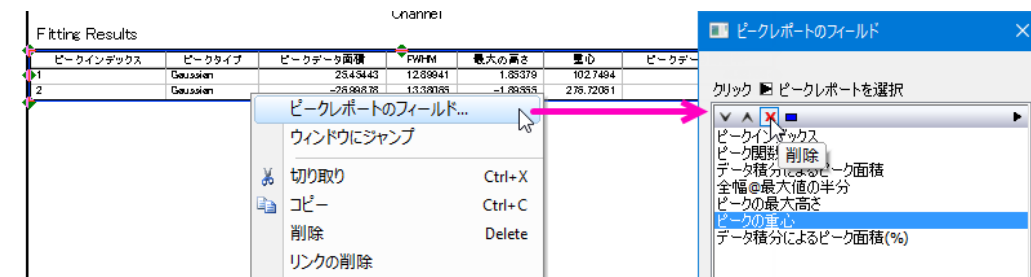 Channel
Fitting Results
ピークインデックス ピークタイプ ピークデータ面積 FWHM 最大の高さ 重心 ピークデー
1 Gaussian 25.45443 12.89941 1.85379 102.7494
2 Gaussian 276.72081
ピークレポートのフィールド...
ウィンドウにジャンプ
切り取り Ctrl+X
コピー Ctrl+C
削除 Delete
リンクの削除
ピークレポートのフィールド
クリック ピークレポートを選択
ピークインデックス
ピーク関数
削除
データ積分によるピーク面積
全幅@最大値の半分
ピークの最大高さ
ピークの重心
データ積分によるピーク面積(%)